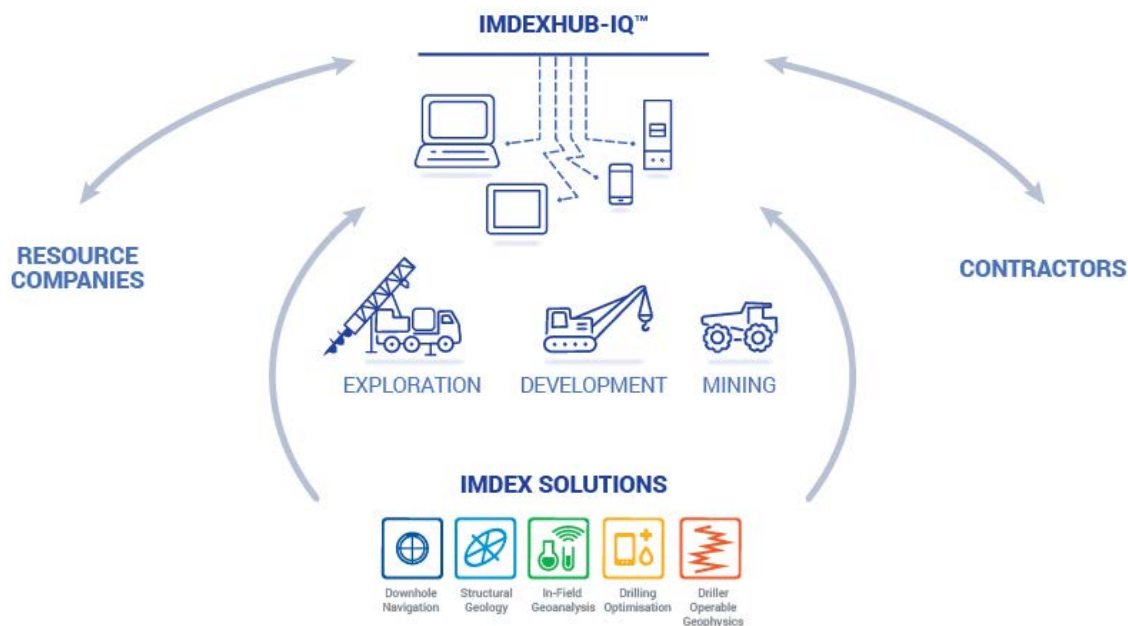 IMDEXHUB-IQ™
RESOURCE
COMPANIES
CONTRACTORS
EXPLORATION
DEVELOPMENT
MINING
IMDEX SOLUTIONS
Downhole
Navigation
Structural
Geology
In-Field
Geoanalysis
Drilling
Optimisation
Driller
Operable
Geophysics